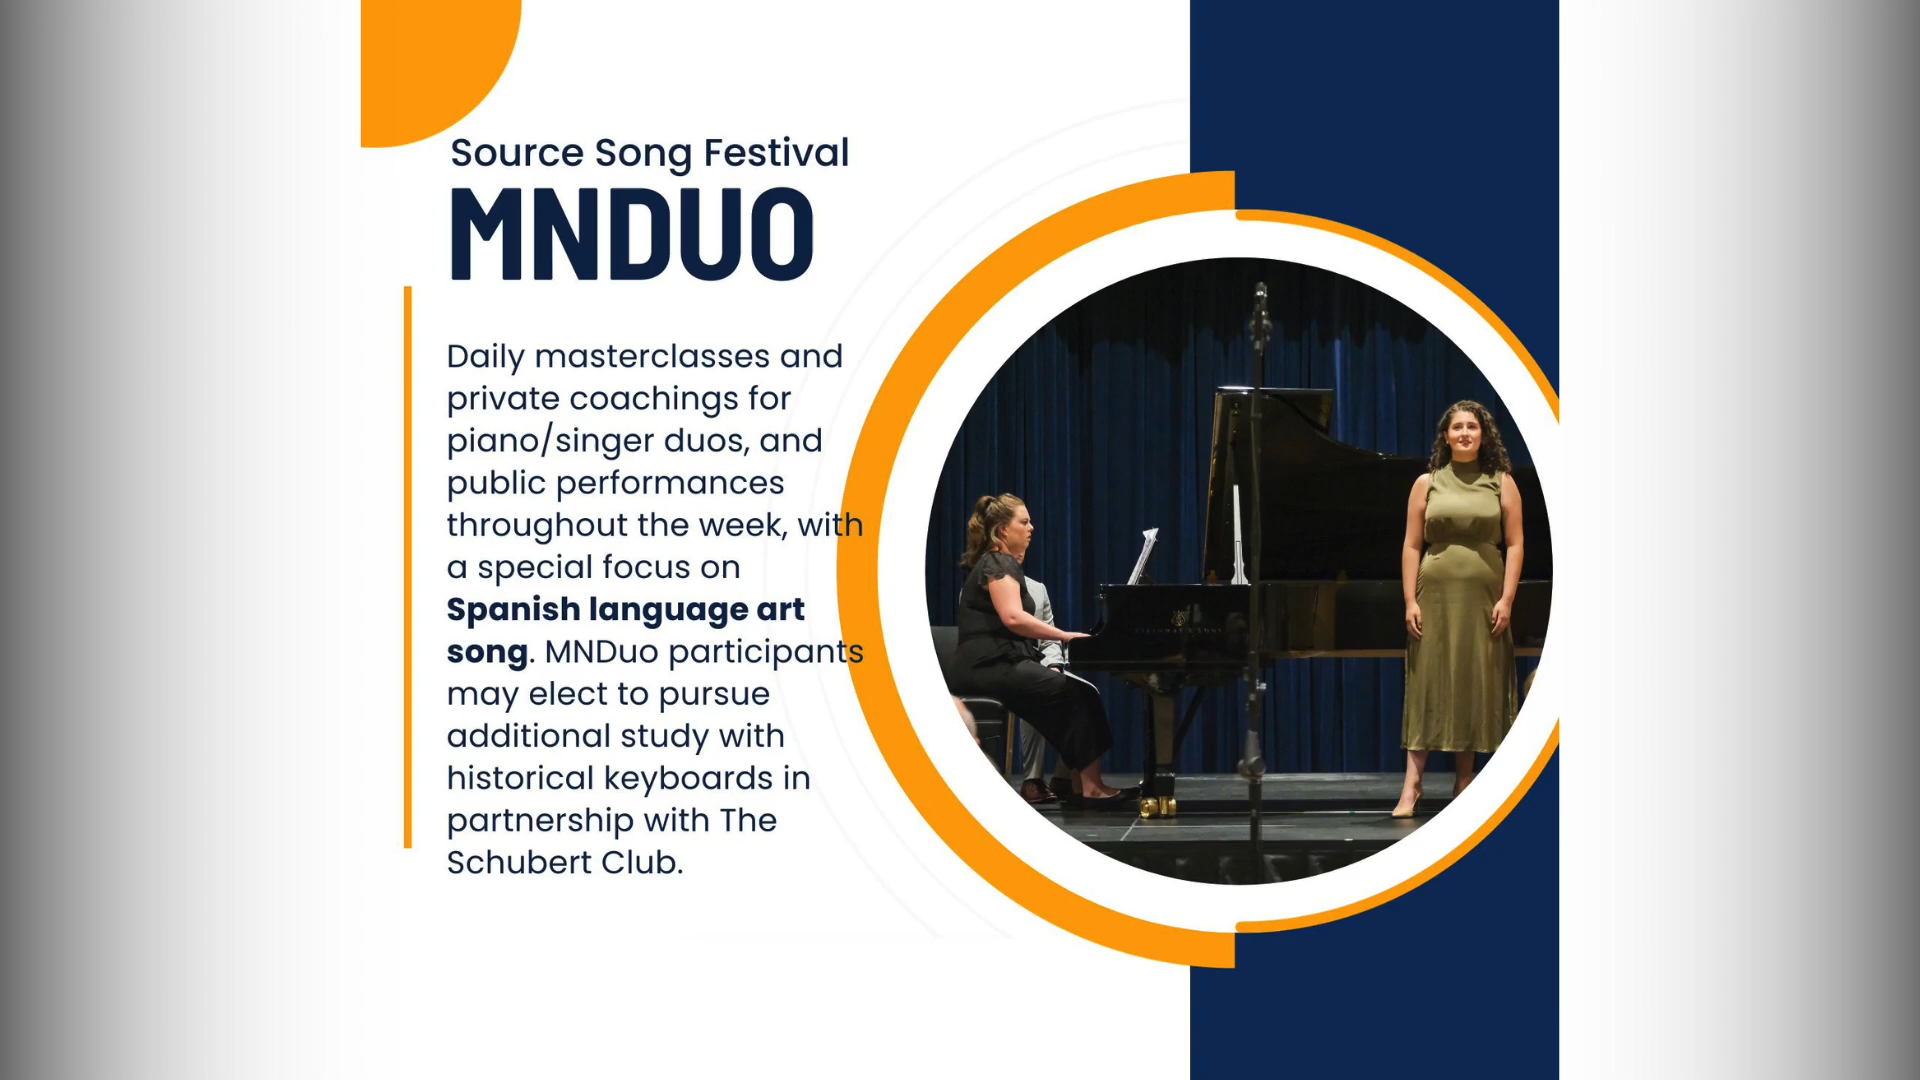 Source Song Festival
MNDUO
Daily masterclasses and
private coachings for
piano/singer duos, and
public performances
throughout the week, with
a special focus on
Spanish language art
song. MNDuo participants
may elect to pursue
additional study with
historical keyboards in
partnership with The
Schubert Club.